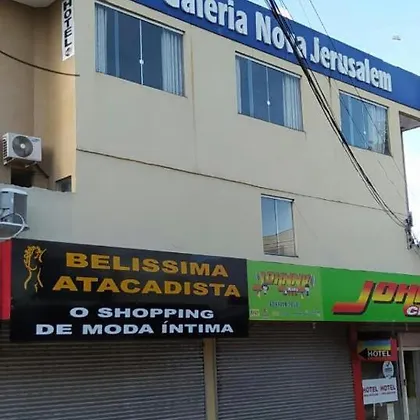 HOTEL
Galeria Nova Jerusalem
BELISSIMA
ATACADISTA
O SHOPPING
DE MODA ÍNTIMA
HOTEL
HOTEL HOTEL